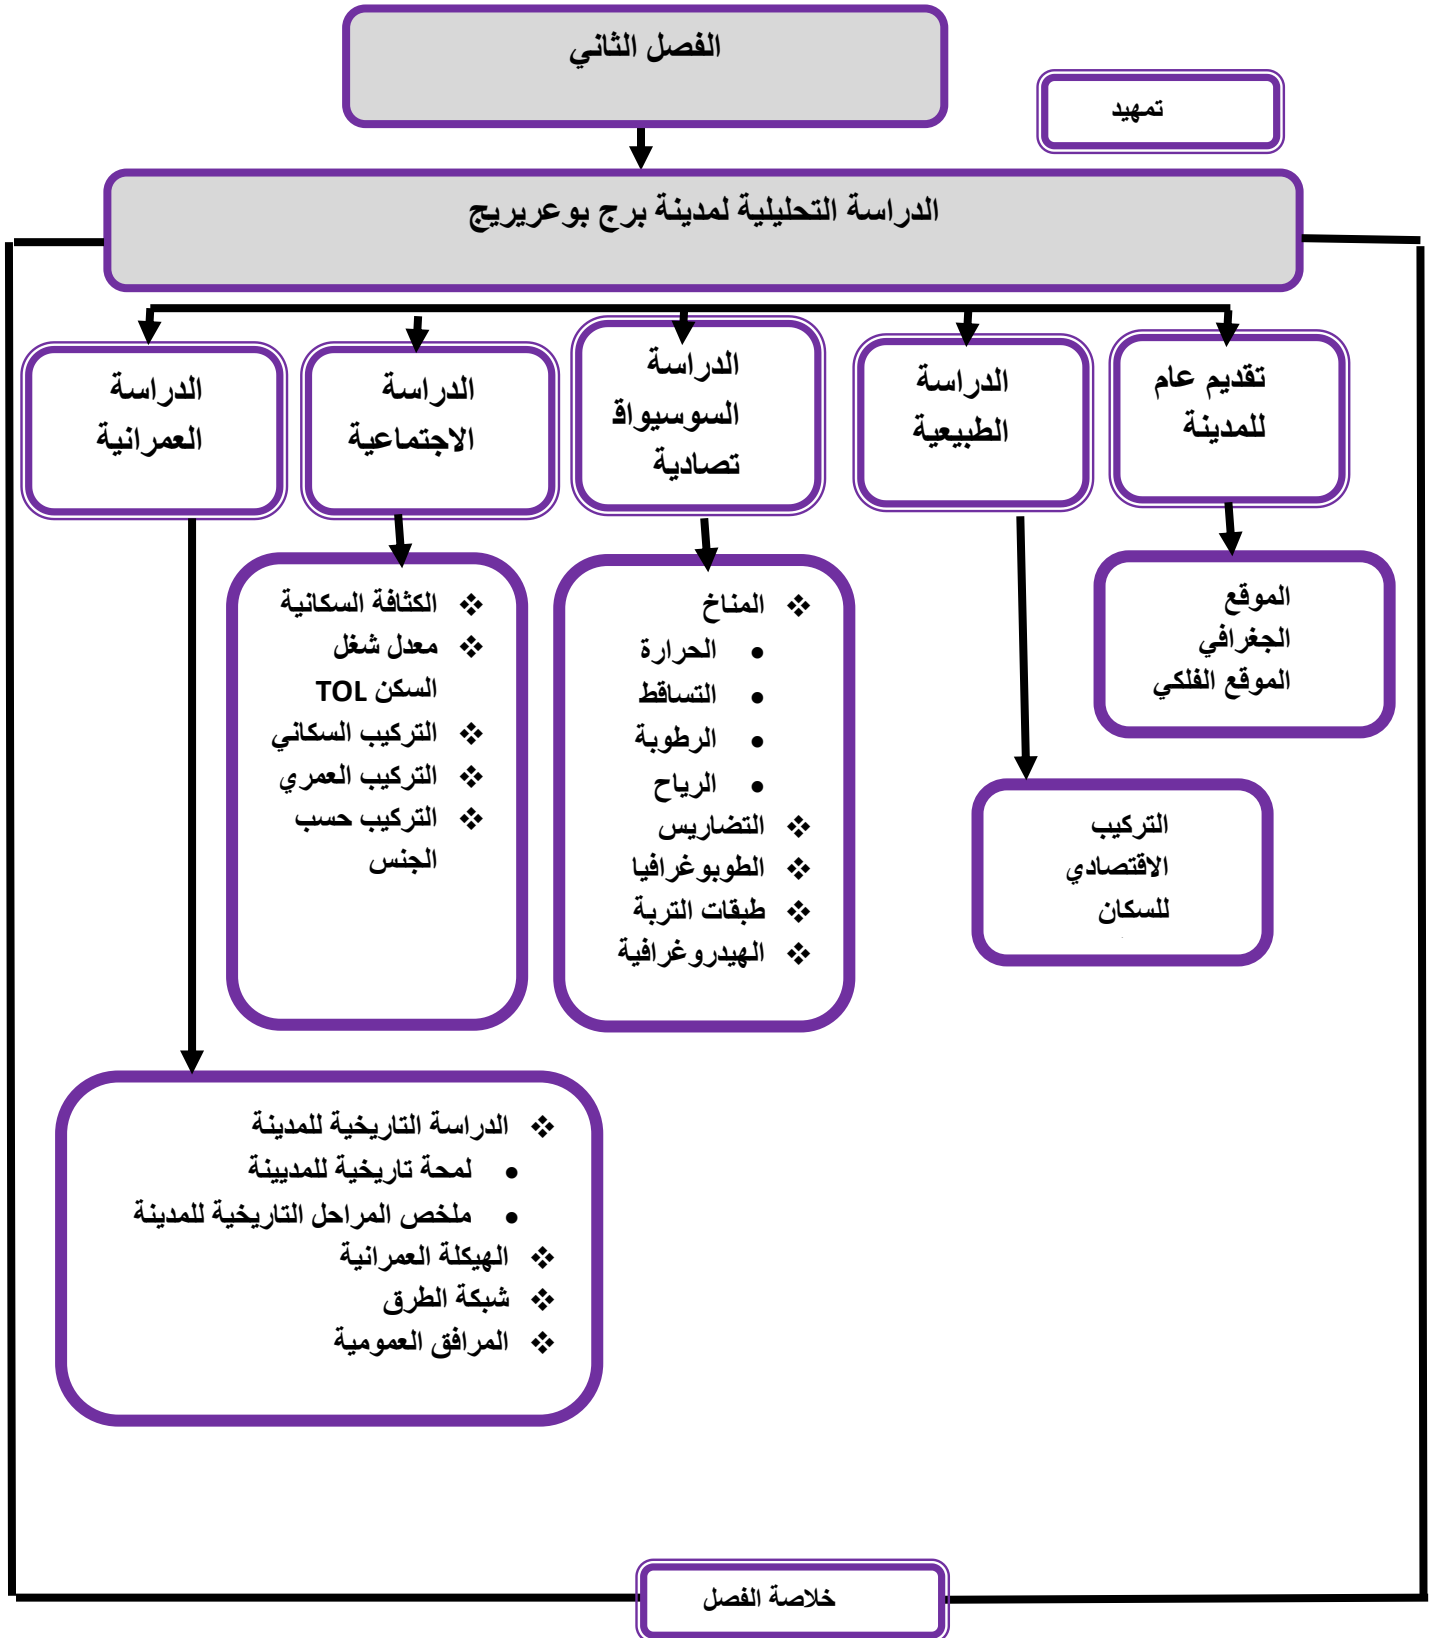 الفصل الثاني
تمهيد
الدراسة التحليلية لمدينة برج بوعريريج
تقديم عام
للمدينة
الدراسة
الطبيعية
الدراسة
السوسيواق
تصادية
الدراسة
الاجتماعية
الدراسة
العمرانية
الموقع
الجغرافي
الموقع الفلكي
التركيب
الاقتصادي
للسكان
❖ المناخ
• الحرارة
• التساقط
• الرطوبة
• الرياح
❖ التضاريس
❖ الطوبوغرافيا
❖ طبقات التربة
❖ الهيدروغرافية
❖ الكثافة السكانية
❖ معدل شغل
السكن TOL
❖ التركيب السكاني
❖ التركيب العمري
❖ التركيب حسب
الجنس
❖ الدراسة التاريخية للمدينة
• لمحة تاريخية للمديينة
• ملخص المراحل التاريخية للمدينة
❖ الهيكلة العمرانية
❖ شبكة الطرق
❖ المرافق العمومية
خلاصة الفصل